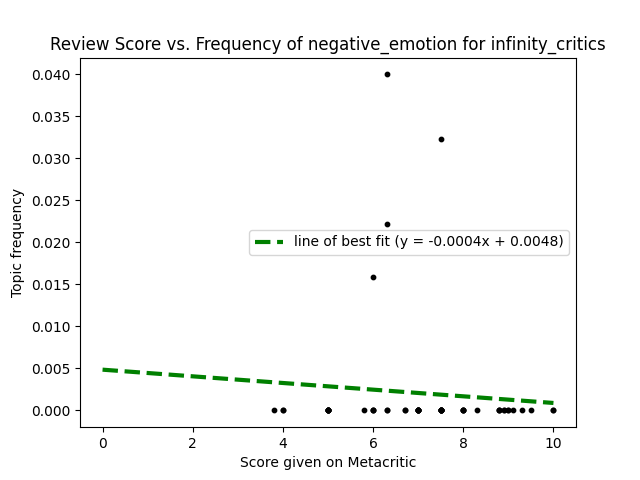 Review Score vs. Frequency of negative_emotion for infinity_critics
0.040
0.035
0.030
0.025
0.020
0.015
0.010
0.005
0.000
Topic frequency
line of best fit (y = -0.0004x + 0.0048)
0 2 4 6 8 10
Score given on Metacritic